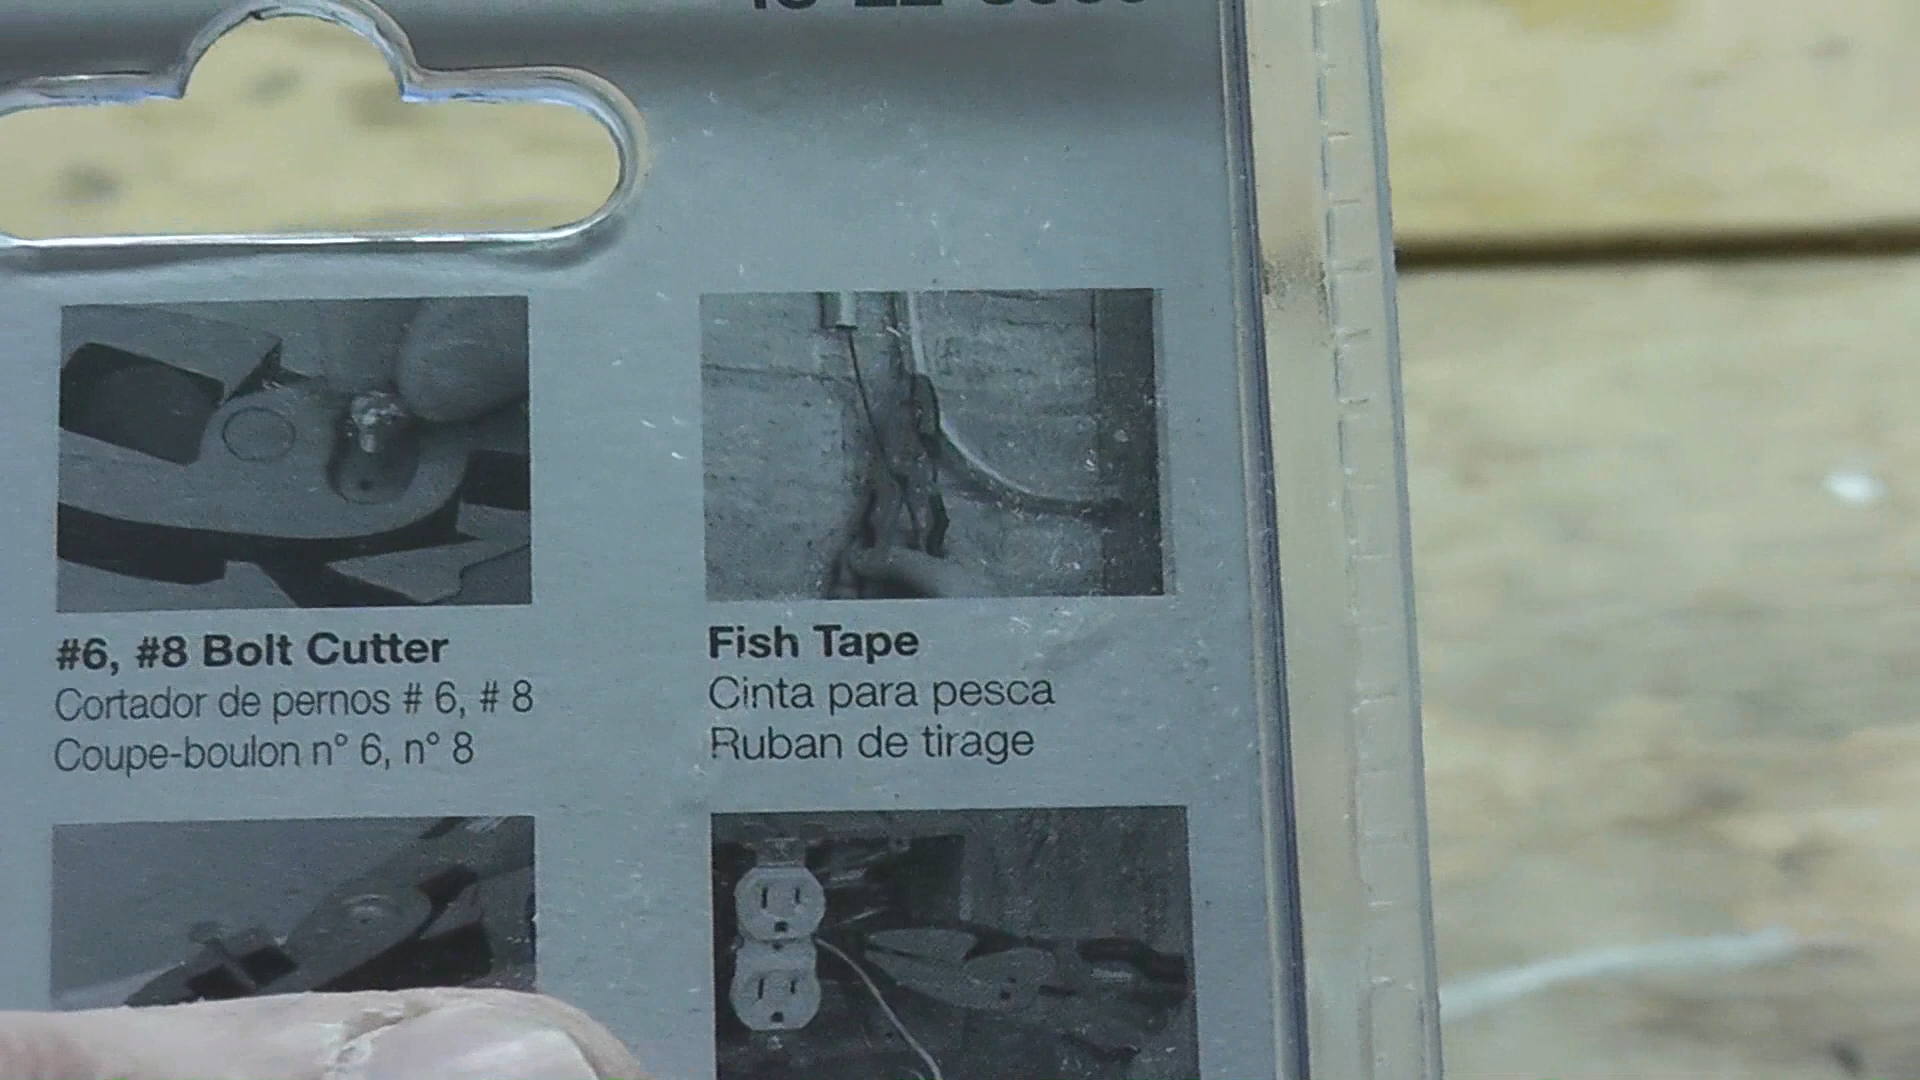 #6, #8 Bolt Cutter
Cortador de pernos # 6, # 8
Coupe-boulon n° 6, n° 8
Fish Tape
Cinta para pesca
Ruban de tirage